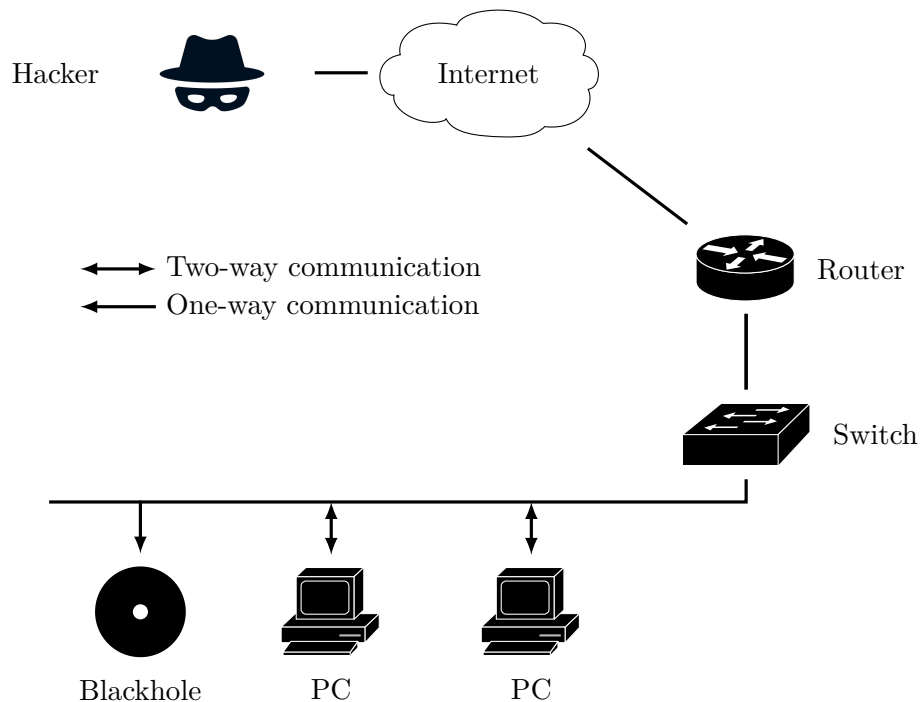 Hacker
Internet
Router
Two-way communication
One-way communication
Switch
Blackhole
PC
PC